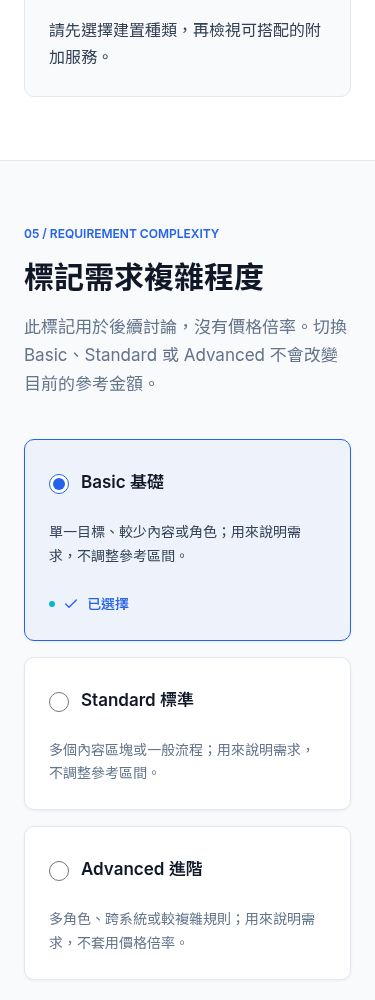 請先選擇建置種類，再檢視可搭配的附
加服務。
05 / REQUIREMENT COMPLEXITY
標記需求複雜程度
此標記用於後續討論，沒有價格倍率。切換
Basic、Standard 或 Advanced 不會改變
目前的參考金額。
Basic 基礎
單一目標、較少內容或角色；用來說明需
求，不調整參考區間。
已選擇
Standard 標準
多個內容區塊或一般流程；用來說明需求，
不調整參考區間。
Advanced 進階
多角色、跨系統或較複雜規則；用來說明需
求，不套用價格倍率。